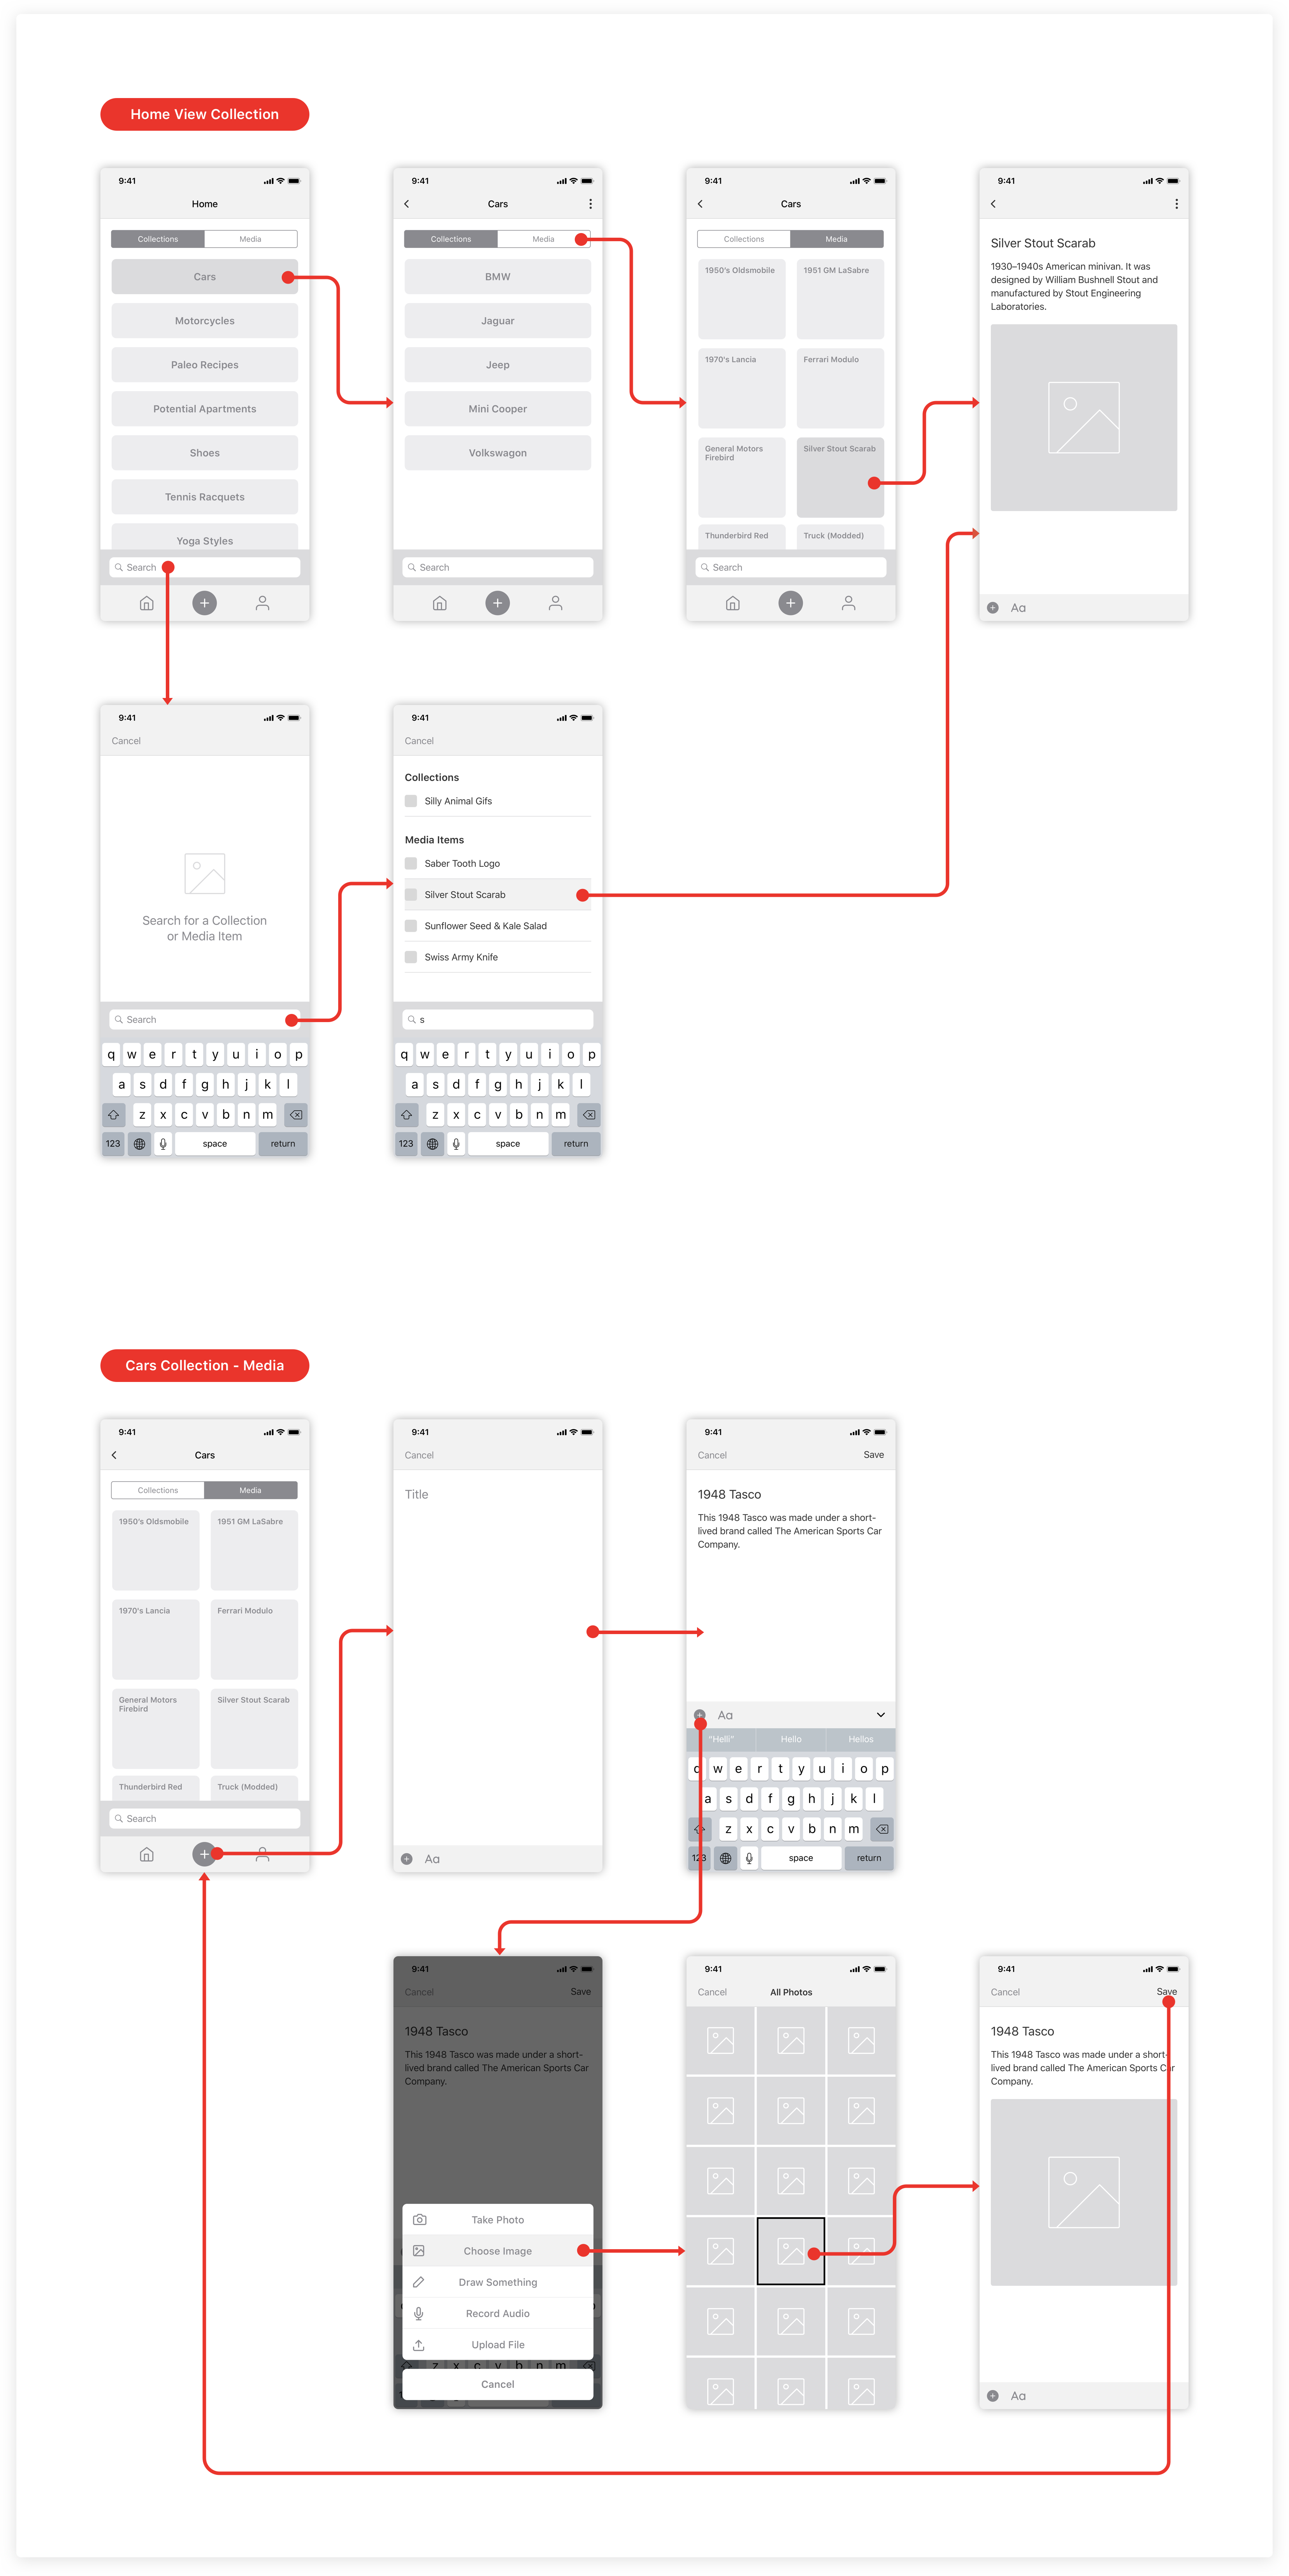 Home View Collection
9:41
Home
Collections
Media
Cars
Motorcycles
Paleo Recipes
Potential Apartments
Shoes
Tennis Racquets
Yoga Styles
Search
9:41
Cars
Collections
Media
BMW
Jaguar
Jeep
Mini Cooper
Volkswagon
Search
9:41
Cars
Collections
Media
1950's Oldsmobile
1951 GM LaSabre
1970's Lancia
Ferrari Modulo
General Motors
Firebird
Silver Stout Scarab
Thunderbird Red
Truck (Modded)
Search
9:41
Silver Stout Scarab
1930–1940s American minivan. It was
designed by William Bushnell Stout and
manufactured by Stout Engineering
Laboratories.
Aa
9:41
Cancel
Search for a Collection
or Media Item
Search
q w e r t y u i o p
a s d f g h j k l
z x c v b n m
123 space return
9:41
Cancel
Collections
Silly Animal Gifs
Media Items
Saber Tooth Logo
Silver Stout Scarab
Sunflower Seed & Kale Salad
Swiss Army Knife
s
q w e r t y u i o p
a s d f g h j k l
z x c v b n m
123 space return
Cars Collection - Media
9:41
Cars
Collections
Media
1950's Oldsmobile
1951 GM LaSabre
1970's Lancia
Ferrari Modulo
General Motors
Firebird
Silver Stout Scarab
Thunderbird Red
Truck (Modded)
Search
9:41
Cancel
Title
Aa
9:41
Cancel
Save
1948 Tasco
This 1948 Tasco was made under a short-
lived brand called The American Sports Car
Company.
Aa
"Helli" Hello Hellos
q w e r t y u i o p
a s d f g h j k l
z x c v b n m
123 space return
9:41
Cancel
Save
1948 Tasco
This 1948 Tasco was made under a short-
lived brand called The American Sports Car
Company.
Take Photo
Choose Image
Draw Something
Record Audio
Upload File
z x c v b n m
Cancel
9:41
Cancel
All Photos
9:41
Cancel
Save
1948 Tasco
This 1948 Tasco was made under a short-
lived brand called The American Sports Car
Company.
Aa